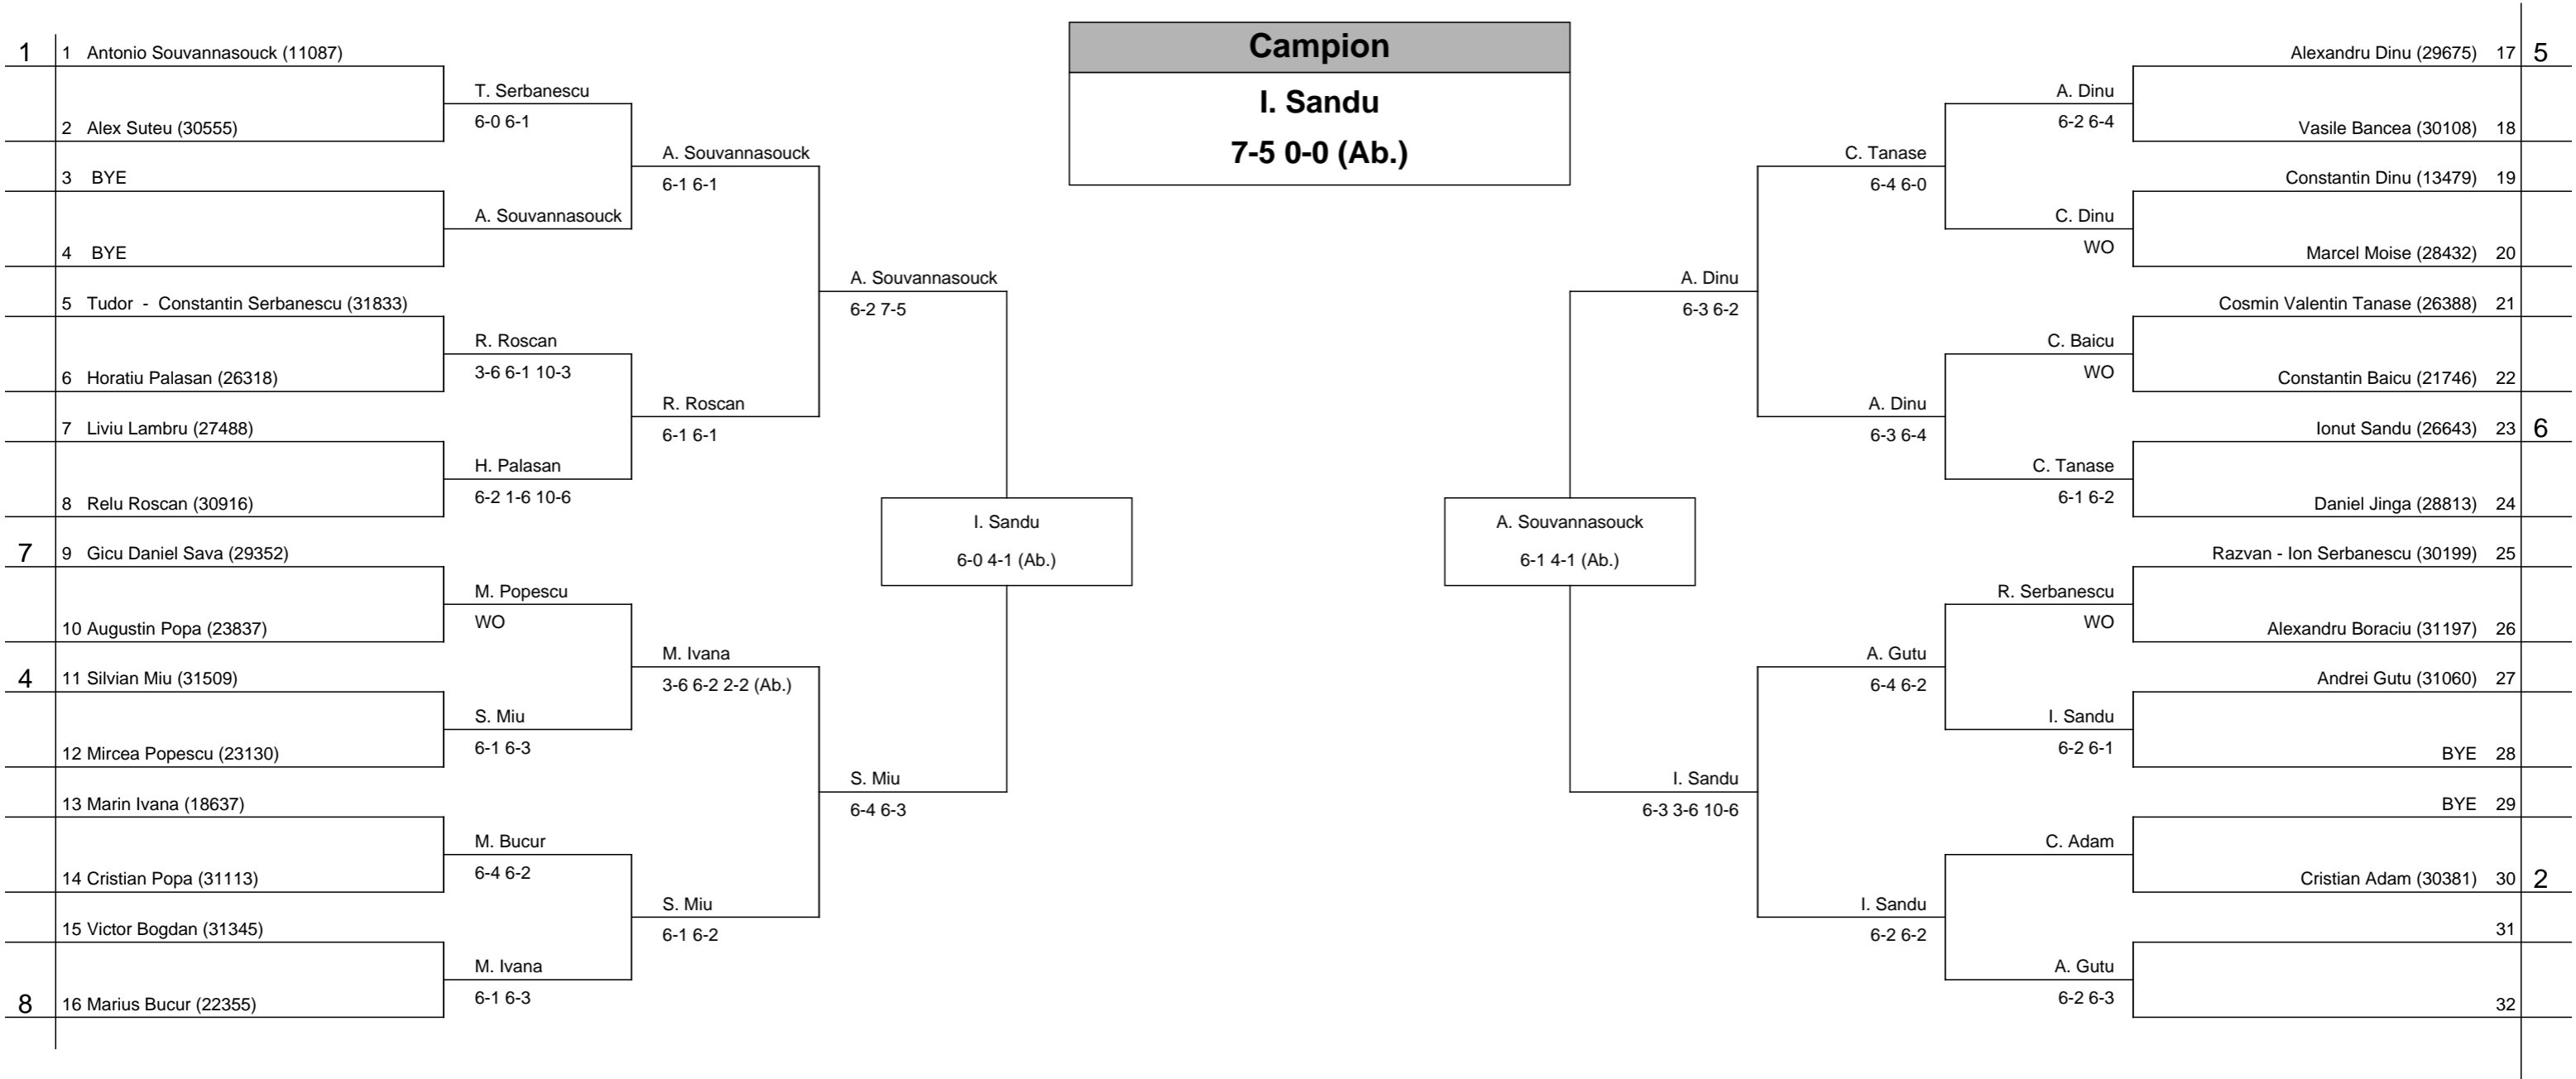 Campion
I. Sandu
7-5 0-0 (Ab.)
1 1 Antonio Souvannasouck (11087)
2 Alex Suteu (30555)
3 BYE
4 BYE
5 Tudor - Constantin Serbanescu (31833)
6 Horatiu Palasan (26318)
7 Liviu Lambru (27488)
8 Relu Roscan (30916)
7 9 Gicu Daniel Sava (29352)
10 Augustin Popa (23837)
4 11 Silvian Miu (31509)
12 Mircea Popescu (23130)
13 Marin Ivana (18637)
14 Cristian Popa (31113)
15 Victor Bogdan (31345)
8 16 Marius Bucur (22355)
T. Serbanescu
6-0 6-1
A. Souvannasouck
R. Roscan
3-6 6-1 10-3
H. Palasan
6-2 1-6 10-6
M. Popescu
WO
S. Miu
6-1 6-3
M. Bucur
6-4 6-2
M. Ivana
6-1 6-3
A. Souvannasouck
6-1 6-1
R. Roscan
6-1 6-1
M. Ivana
3-6 6-2 2-2 (Ab.)
S. Miu
6-1 6-2
A. Souvannasouck
6-2 7-5
S. Miu
6-4 6-3
I. Sandu
6-0 4-1 (Ab.)
A. Souvannasouck
6-1 4-1 (Ab.)
A. Dinu
6-3 6-2
I. Sandu
6-3 3-6 10-6
C. Tanase
6-4 6-0
A. Dinu
6-3 6-4
A. Gutu
6-4 6-2
I. Sandu
6-2 6-2
A. Dinu
6-2 6-4
C. Dinu
WO
C. Baicu
WO
C. Tanase
6-1 6-2
R. Serbanescu
WO
I. Sandu
6-2 6-1
C. Adam
A. Gutu
6-2 6-3
Alexandru Dinu (29675) 17 5
Vasile Bancea (30108) 18
Constantin Dinu (13479) 19
Marcel Moise (28432) 20
Cosmin Valentin Tanase (26388) 21
Constantin Baicu (21746) 22
Ionut Sandu (26643) 23 6
Daniel Jinga (28813) 24
Razvan - Ion Serbanescu (30199) 25
Alexandru Boraciu (31197) 26
Andrei Gutu (31060) 27
BYE 28
BYE 29
Cristian Adam (30381) 30 2
31
32